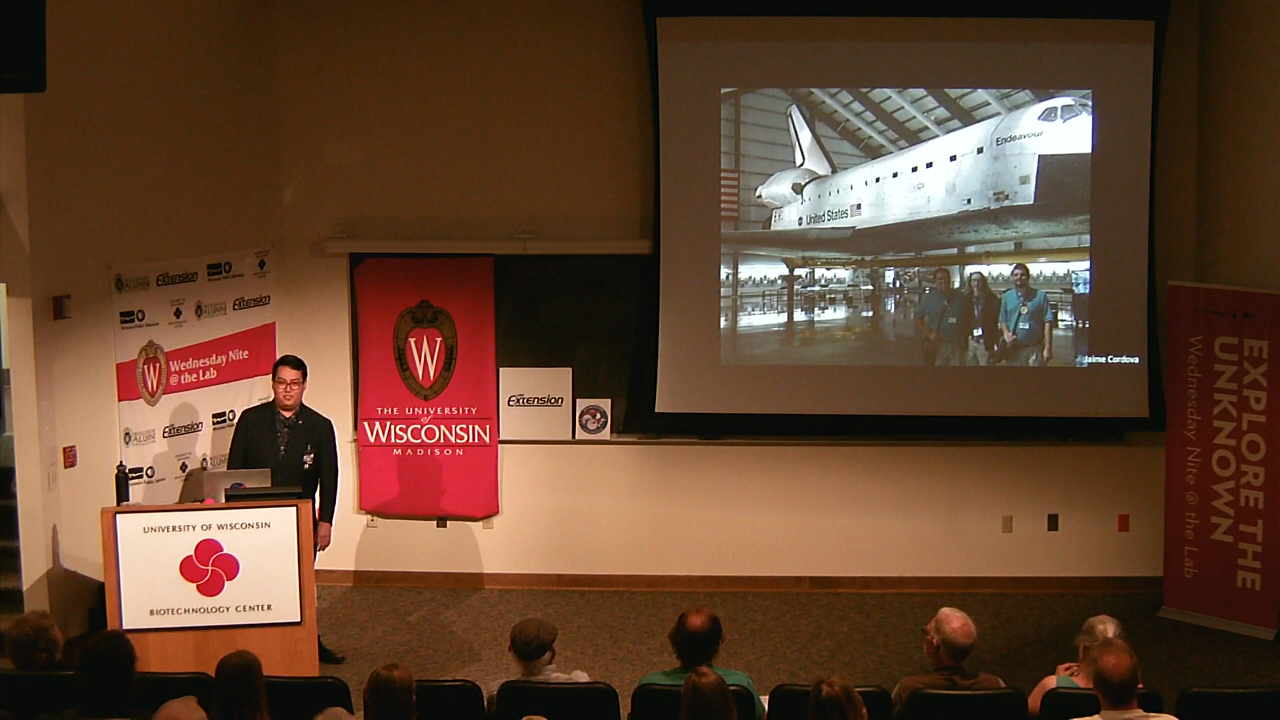 Endeavour
United States
Jaime Cordova
Extension
Extension
Wednesday Nite
@ the Lab
Extension
W
THE UNIVERSITY
of
WISCONSIN
MADISON
Extension
UNIVERSITY OF WISCONSIN
BIOTECHNOLOGY CENTER
EXPLORE THE
UNKNOWN
Wednesday Nite @ the Lab